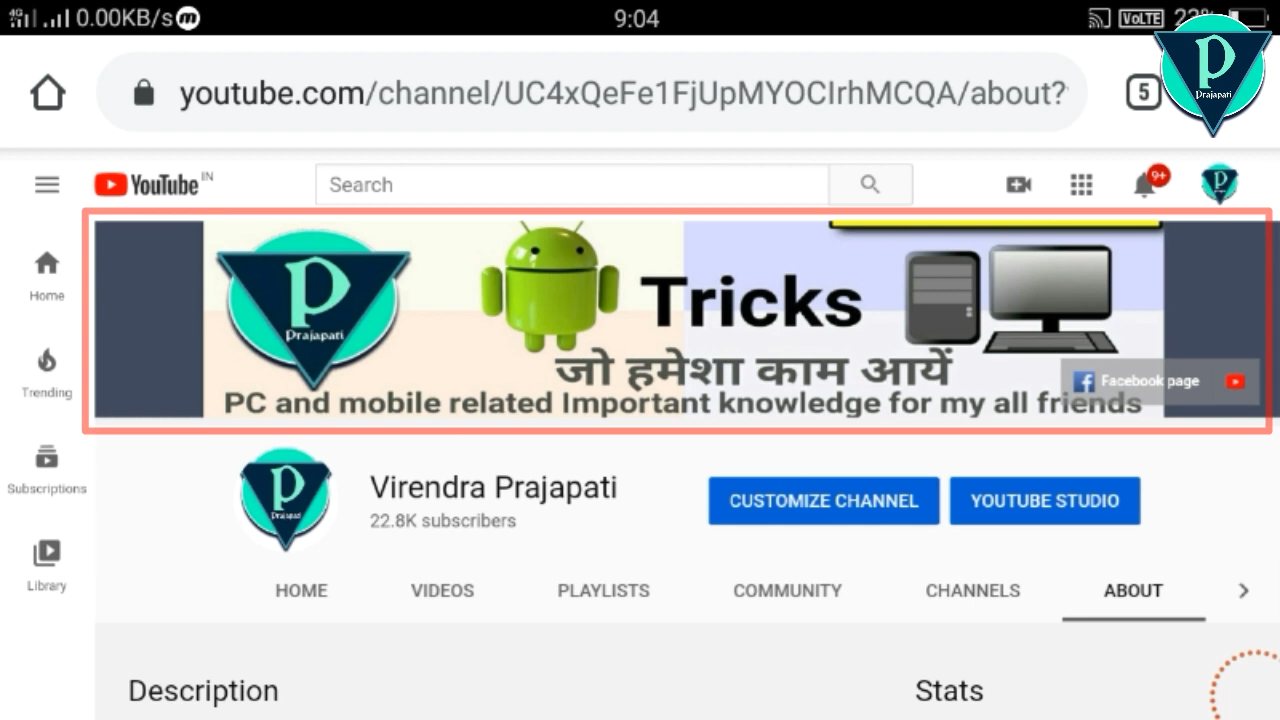 4G 0.00KB/s m 9:04 VoLTE
youtube.com/channel/UC4xQeFe1FjUpMYOCIrhMCQA/about? 5
P
Prajapati
YouTube IN Search 9+
P
Home
Trending
Subscriptions
Library
P
Prajapati
Tricks
जो हमेशा काम आयें
PC and mobile related Important knowledge for my all friends
Facebook page
P
Prajapati
Virendra Prajapati
22.8K subscribers
CUSTOMIZE CHANNEL YOUTUBE STUDIO
HOME VIDEOS PLAYLISTS COMMUNITY CHANNELS ABOUT
Description Stats